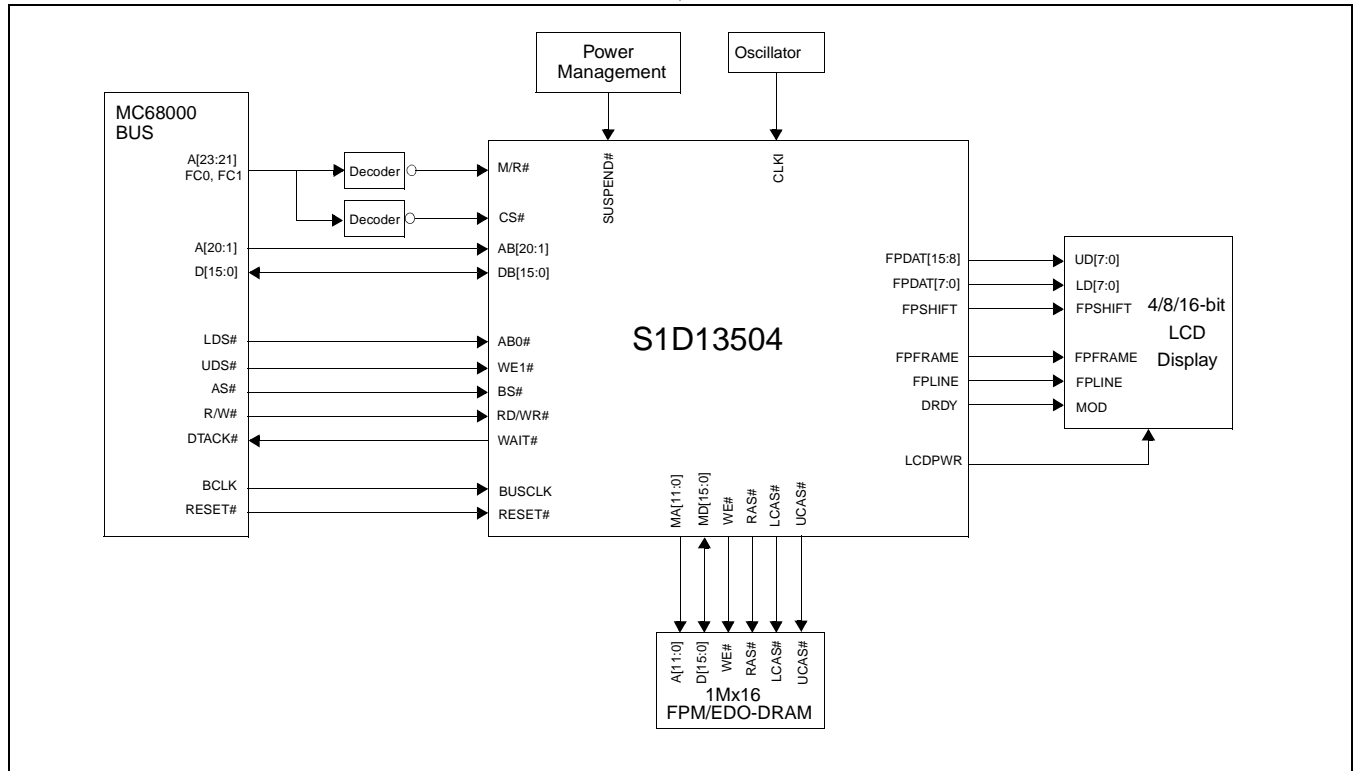 Power
Management
Oscillator
MC68000
BUS
A[23:21]
FC0, FC1
Decoder
M/R#
SUSPEND#
CLKI
Decoder
CS#
A[20:1]
AB[20:1]
D[15:0]
DB[15:0]
FPDAT[15:8]
UD[7:0]
FPDAT[7:0]
LD[7:0]
FPSHIFT
FPSHIFT
4/8/16-bit
LCD
Display
S1D13504
LDS#
AB0#
UDS#
WE1#
FPFRAME
FPFRAME
AS#
BS#
FPLINE
FPLINE
R/W#
RD/WR#
DRDY
MOD
DTACK#
WAIT#
LCDPWR
BCLK
BUSCLK
RESET#
RESET#
MA[11:0]
MD[15:0]
WE#
RAS#
LCAS#
UCAS#
A[11:0]
D[15:0]
WE#
RAS#
LCAS#
UCAS#
1Mx16
FPM/EDO-DRAM